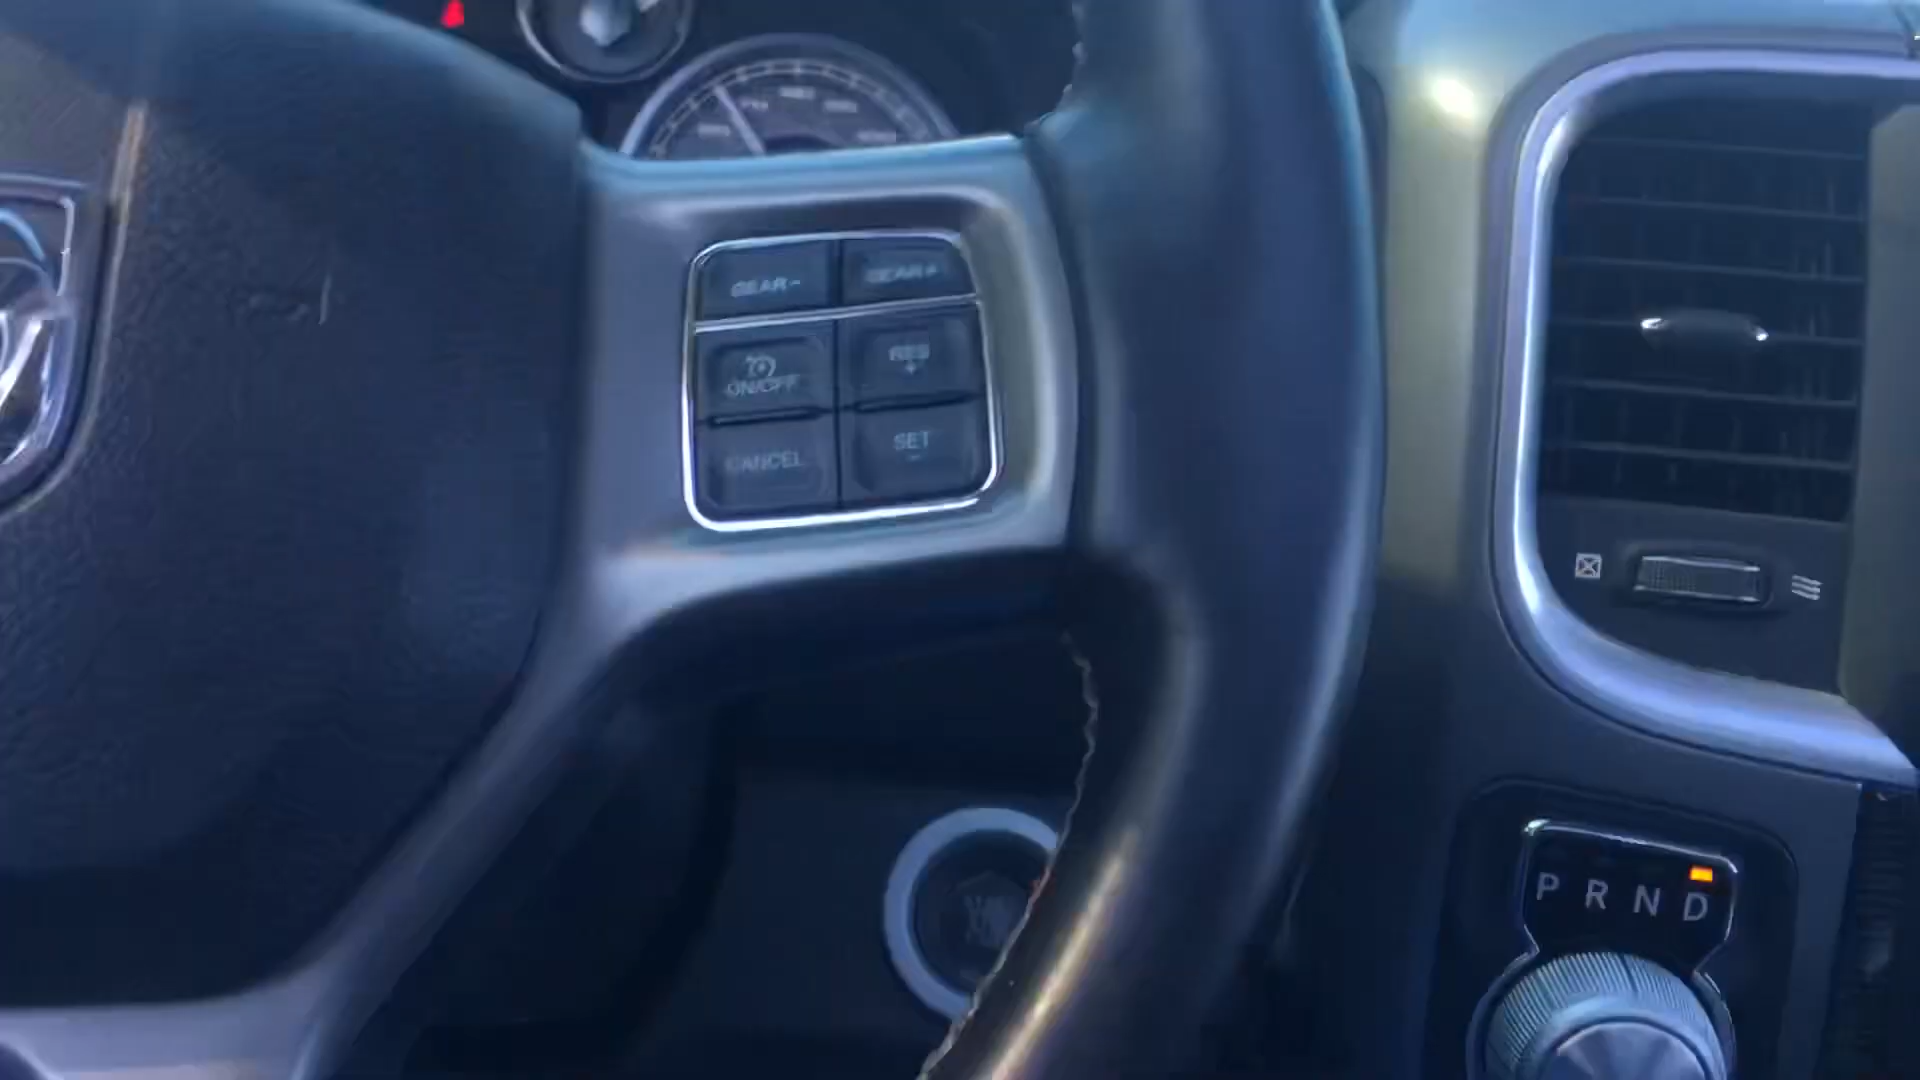 GEAR-
GEAR+
ON/OFF
RES
+
CANCEL
SET
-
P R N D